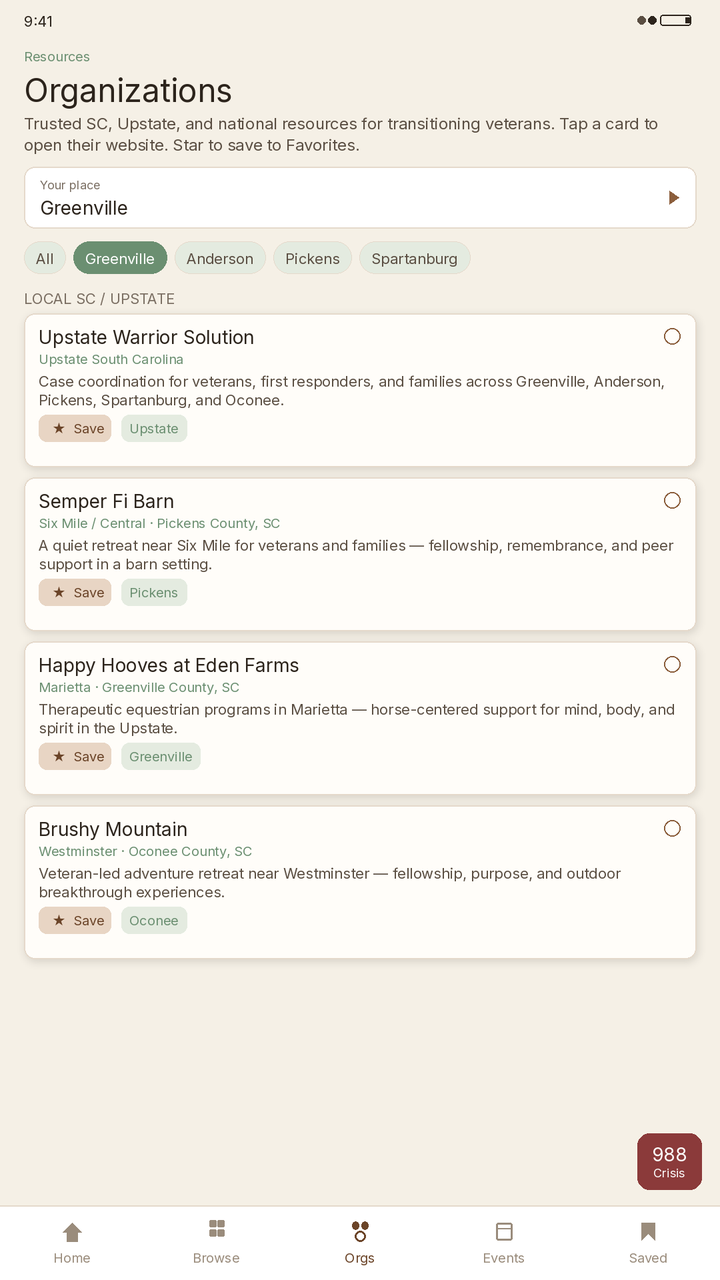 9:41
Resources
Organizations
Trusted SC, Upstate, and national resources for transitioning veterans. Tap a card to
open their website. Star to save to Favorites.
Your place
Greenville
All Greenville Anderson Pickens Spartanburg
LOCAL SC / UPSTATE
Upstate Warrior Solution
Upstate South Carolina
Case coordination for veterans, first responders, and families across Greenville, Anderson,
Pickens, Spartanburg, and Oconee.
★ Save Upstate
Semper Fi Barn
Six Mile / Central · Pickens County, SC
A quiet retreat near Six Mile for veterans and families — fellowship, remembrance, and peer
support in a barn setting.
★ Save Pickens
Happy Hooves at Eden Farms
Marietta · Greenville County, SC
Therapeutic equestrian programs in Marietta — horse-centered support for mind, body, and
spirit in the Upstate.
★ Save Greenville
Brushy Mountain
Westminster · Oconee County, SC
Veteran-led adventure retreat near Westminster — fellowship, purpose, and outdoor
breakthrough experiences.
★ Save Oconee
988
Crisis
Home Browse Orgs Events Saved